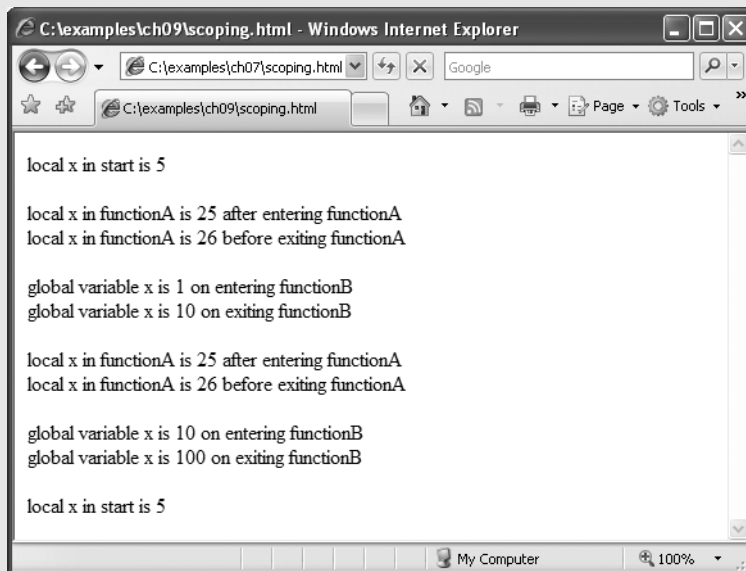 C:\examples\ch09\scoping.html - Windows Internet Explorer
C:\examples\ch07\scoping.html
Google
C:\examples\ch09\scoping.html
Page
Tools
»
local x in start is 5
local x in functionA is 25 after entering functionA
local x in functionA is 26 before exiting functionA
global variable x is 1 on entering functionB
global variable x is 10 on exiting functionB
local x in functionA is 25 after entering functionA
local x in functionA is 26 before exiting functionA
global variable x is 10 on entering functionB
global variable x is 100 on exiting functionB
local x in start is 5
My Computer
100%